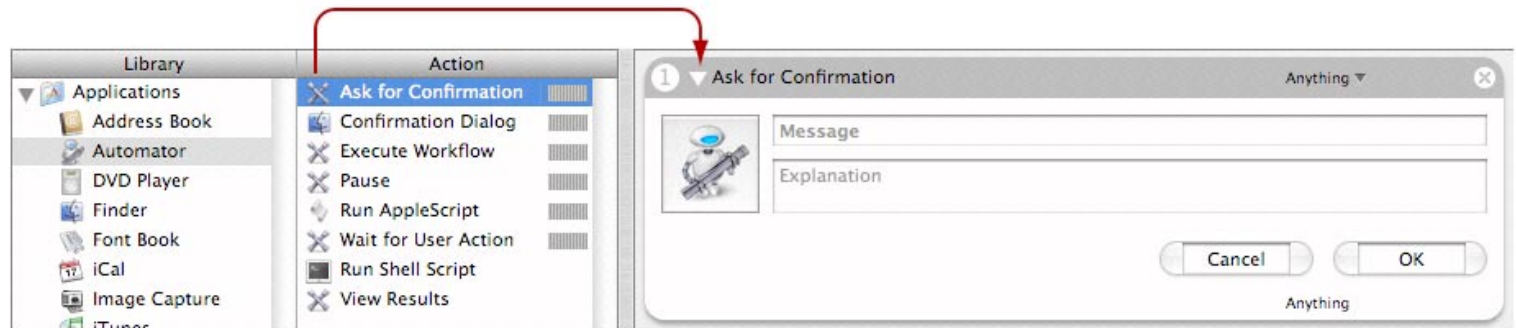 Library
Applications
Address Book
Automator
DVD Player
Finder
Font Book
17
iCal
Image Capture
iTunes
Action
Ask for Confirmation
Confirmation Dialog
Execute Workflow
Pause
Run AppleScript
Wait for User Action
Run Shell Script
View Results
1 Ask for Confirmation Anything
Message
Explanation
Cancel OK
Anything